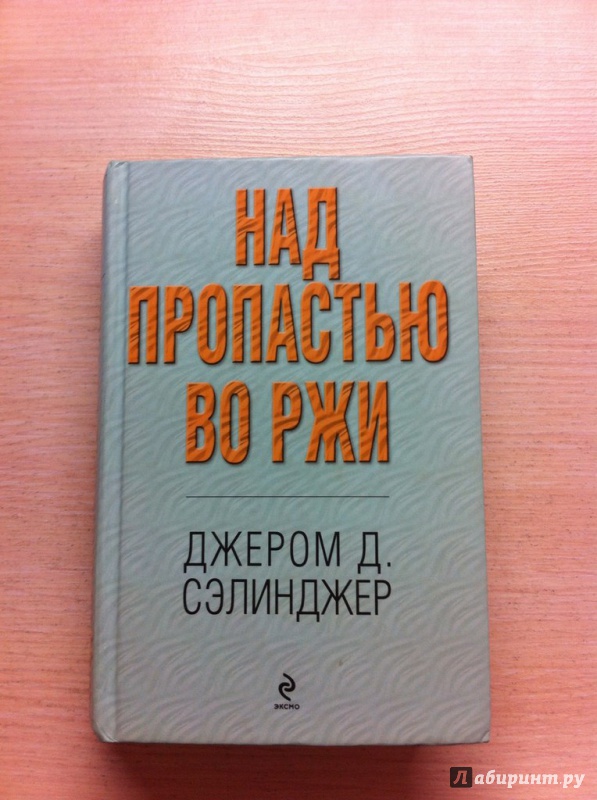 НАД
ПРОПАСТЬЮ
ВО РЖИ
ДЖЕРОМ Д.
СЭЛИНДЖЕР
ЭКСМО
Лабиринт.ру